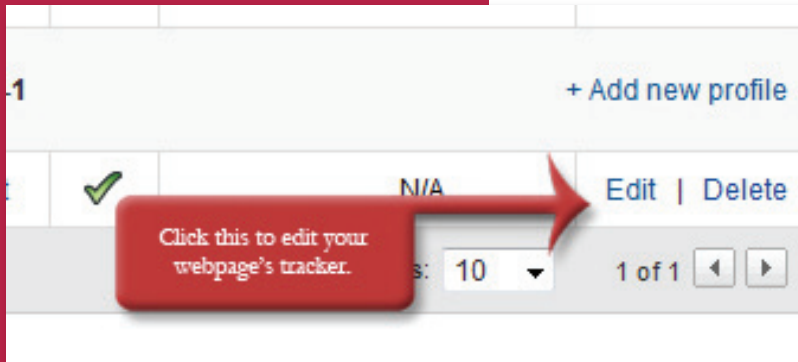 -1
+ Add new profile
N/A
Edit | Delete
Click this to edit your
webpage's tracker.
s: 10
1 of 1